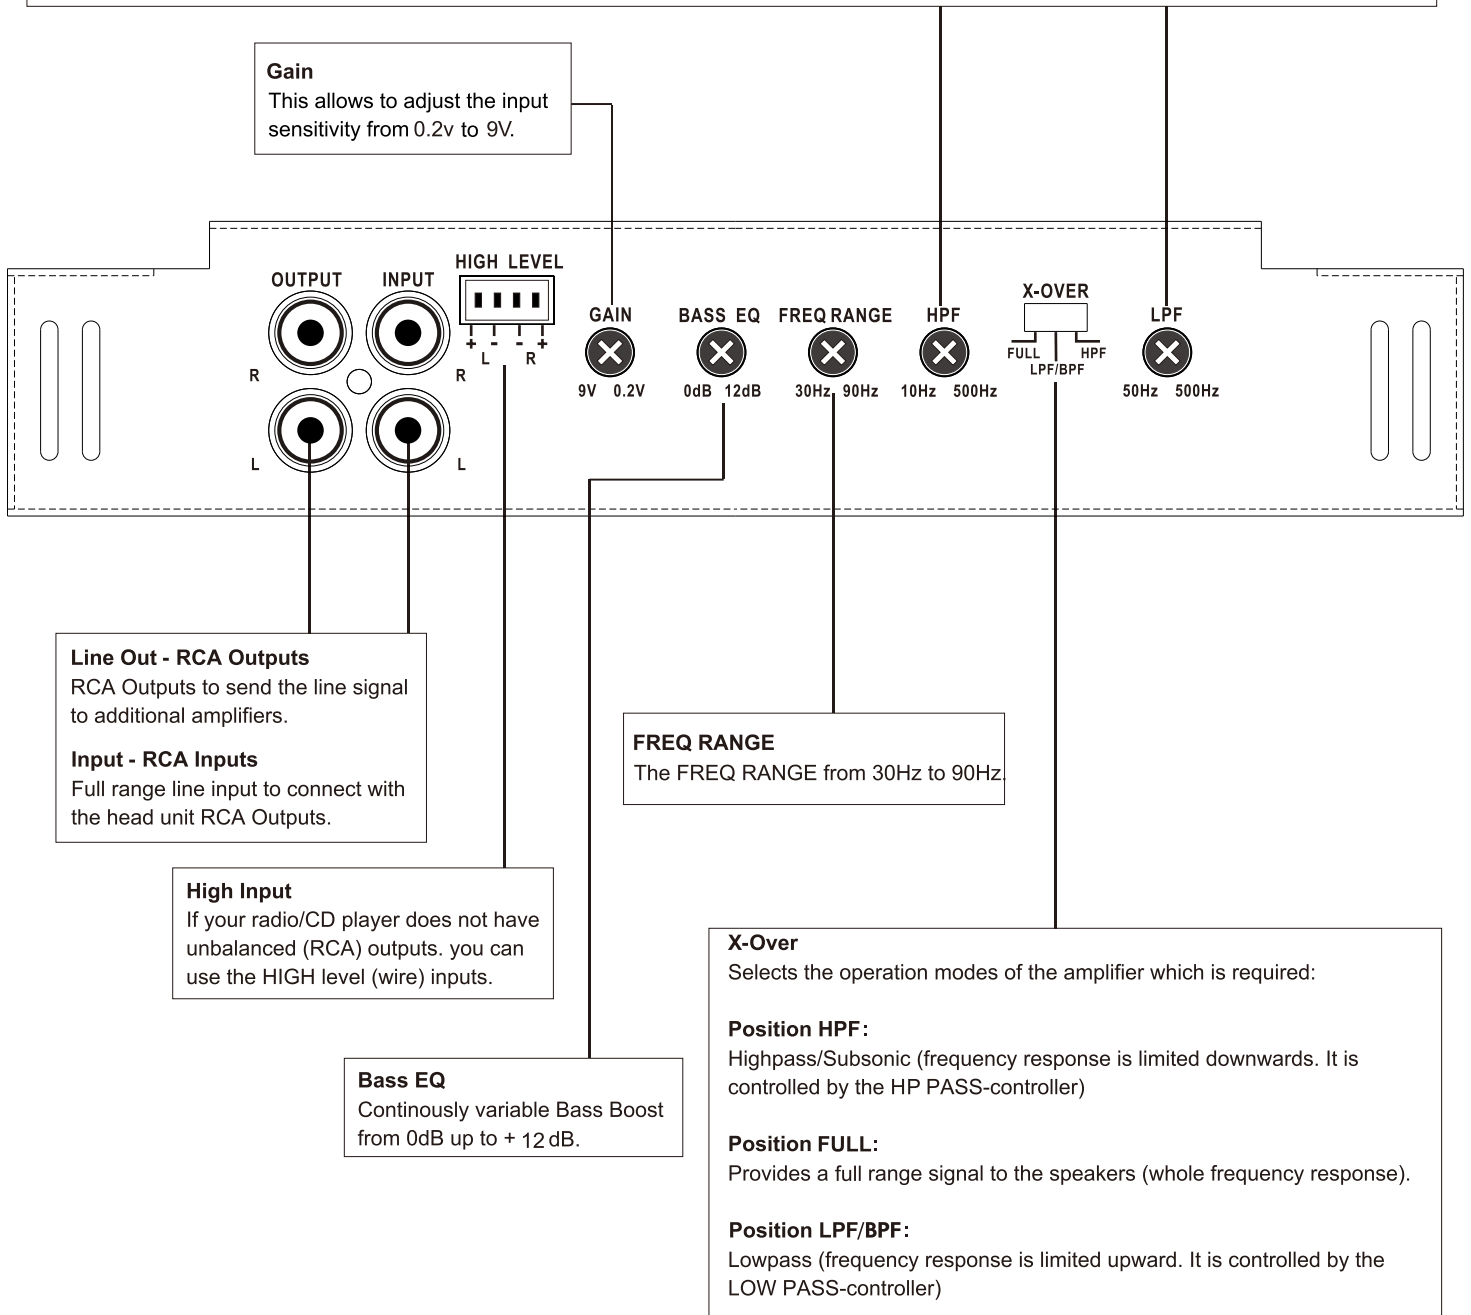 Gain
This allows to adjust the input
sensitivity from 0.2v to 9V.
HIGH LEVEL
OUTPUT INPUT
+ - - +
L R
R R
L L
GAIN
9V 0.2V
BASS EQ
0dB 12dB
FREQ RANGE
30Hz 90Hz
HPF
10Hz 500Hz
X-OVER
FULL HPF
LPF/BPF
LPF
50Hz 500Hz
Line Out - RCA Outputs
RCA Outputs to send the line signal
to additional amplifiers.
Input - RCA Inputs
Full range line input to connect with
the head unit RCA Outputs.
FREQ RANGE
The FREQ RANGE from 30Hz to 90Hz.
High Input
If your radio/CD player does not have
unbalanced (RCA) outputs. you can
use the HIGH level (wire) inputs.
Bass EQ
Continously variable Bass Boost
from 0dB up to + 12 dB.
X-Over
Selects the operation modes of the amplifier which is required:
Position HPF:
Highpass/Subsonic (frequency response is limited downwards. It is
controlled by the HP PASS-controller)
Position FULL:
Provides a full range signal to the speakers (whole frequency response).
Position LPF/BPF:
Lowpass (frequency response is limited upward. It is controlled by the
LOW PASS-controller)